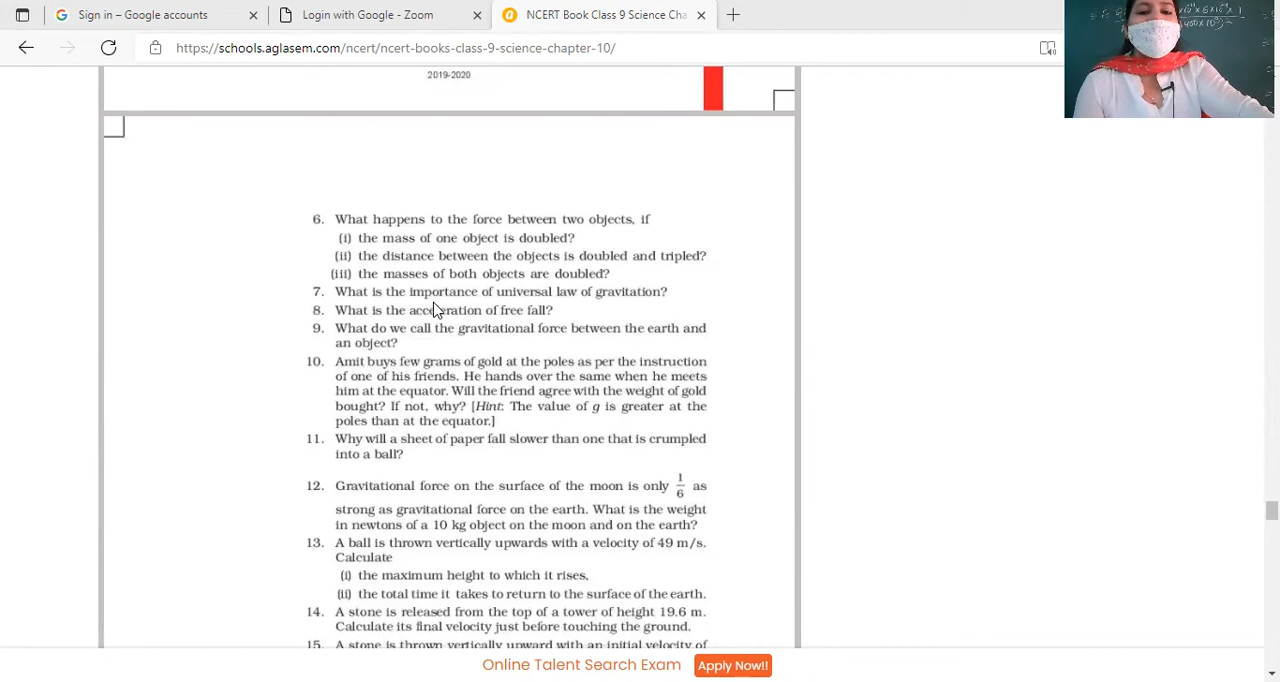 Sign in – Google accounts
Login with Google - Zoom
NCERT Book Class 9 Science Cha
https://schools.aglasem.com/ncert/ncert-books-class-9-science-chapter-10/
2019-2020
6. What happens to the force between two objects, if
(i) the mass of one object is doubled?
(ii) the distance between the objects is doubled and tripled?
(iii) the masses of both objects are doubled?
7. What is the importance of universal law of gravitation?
8. What is the acceleration of free fall?
9. What do we call the gravitational force between the earth and
an object?
10. Amit buys few grams of gold at the poles as per the instruction
of one of his friends. He hands over the same when he meets
him at the equator. Will the friend agree with the weight of gold
bought? If not, why? [Hint: The value of g is greater at the
poles than at the equator.]
11. Why will a sheet of paper fall slower than one that is crumpled
into a ball?
12. Gravitational force on the surface of the moon is only 1/6 as
strong as gravitational force on the earth. What is the weight
in newtons of a 10 kg object on the moon and on the earth?
13. A ball is thrown vertically upwards with a velocity of 49 m/s.
Calculate
(i) the maximum height to which it rises,
(ii) the total time it takes to return to the surface of the earth.
14. A stone is released from the top of a tower of height 19.6 m.
Calculate its final velocity just before touching the ground.
15. A stone is thrown vertically upward with an initial velocity of
Online Talent Search Exam
Apply Now!!